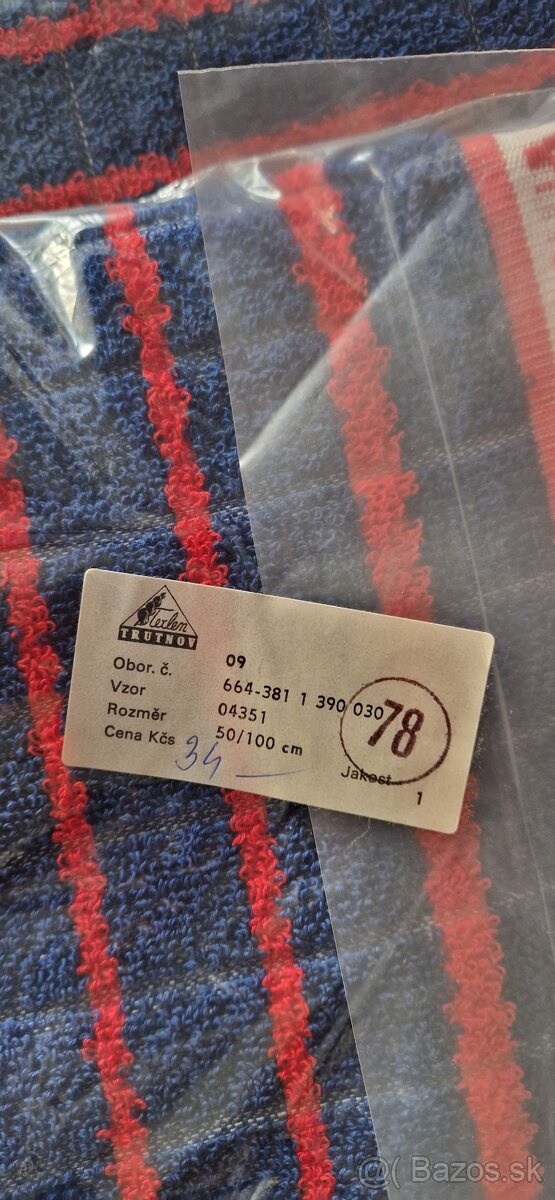 Texlen
TRUTNOV
Obor. č. 09
Vzor 664-381 1 390 030
Rozměr 04351
Cena Kčs 50/100 cm
34 —
78
Jakost 1
@( Bazos.sk